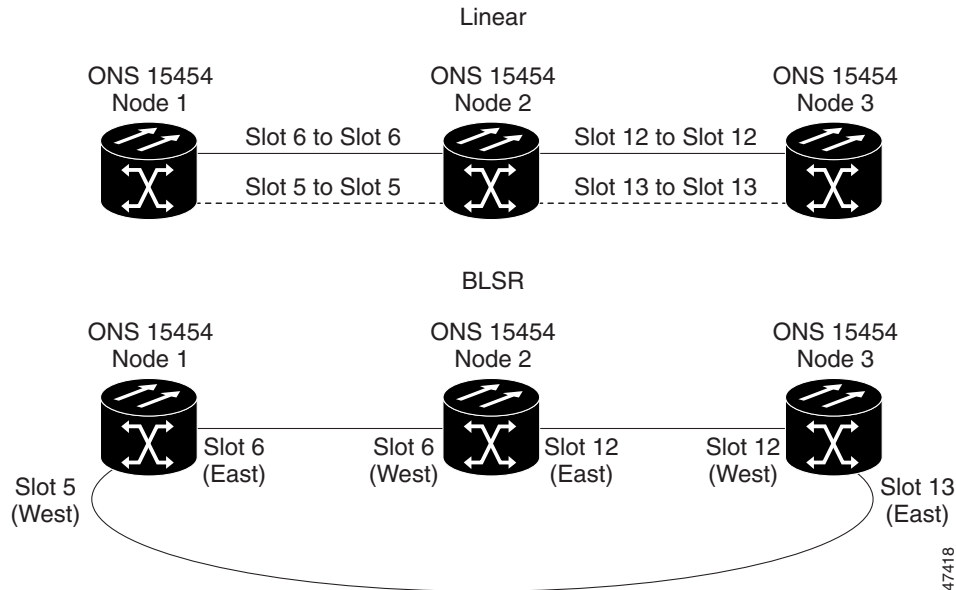 Linear
ONS 15454
Node 1
ONS 15454
Node 2
ONS 15454
Node 3
Slot 6 to Slot 6
Slot 12 to Slot 12
Slot 5 to Slot 5
Slot 13 to Slot 13
BLSR
ONS 15454
Node 1
ONS 15454
Node 2
ONS 15454
Node 3
Slot 6
(East)
Slot 6
(West)
Slot 12
(East)
Slot 12
(West)
Slot 5
(West)
Slot 13
(East)
47418